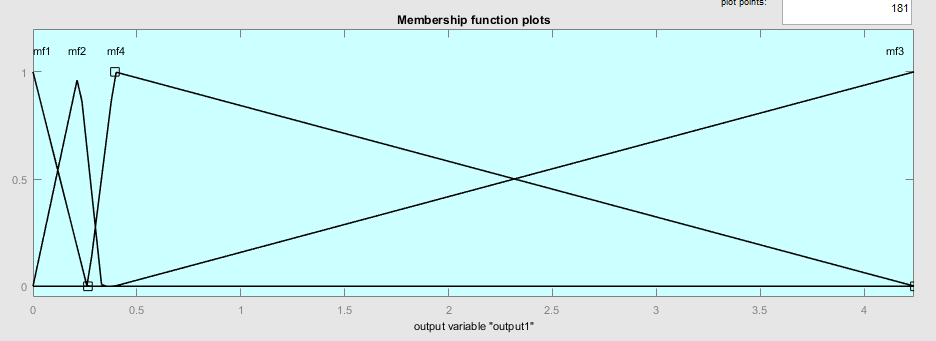 plot points:
181
Membership function plots
mf1 mf2 mf4 mf3
1
0.5
0
0 0.5 1 1.5 2 2.5 3 3.5 4
output variable "output1"